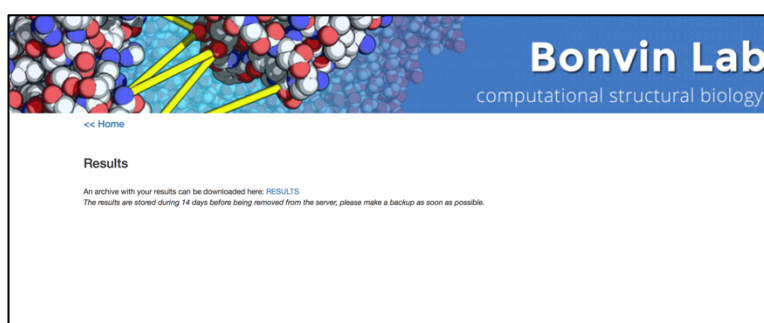 Bonvin Lab
computational structural biology
<< Home
Results
An archive with your results can be downloaded here: RESULTS
The results are stored during 14 days before being removed from the server, please make a backup as soon as possible.